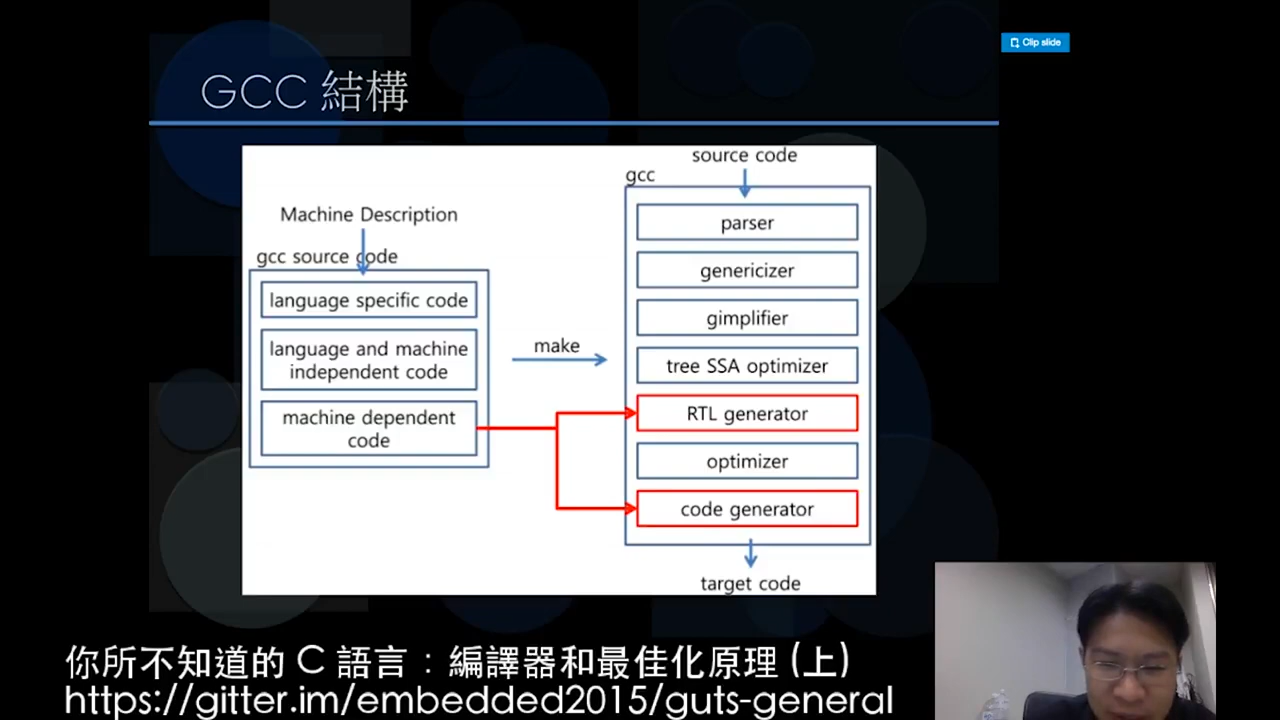 Clip slide
GCC 結構
source code
gcc
Machine Description
gcc source code
language specific code
language and machine
independent code
machine dependent
code
make
parser
genericizer
gimplifier
tree SSA optimizer
RTL generator
optimizer
code generator
target code
你所不知道的 C 語言：編譯器和最佳化原理 (上)
https://gitter.im/embedded2015/guts-general